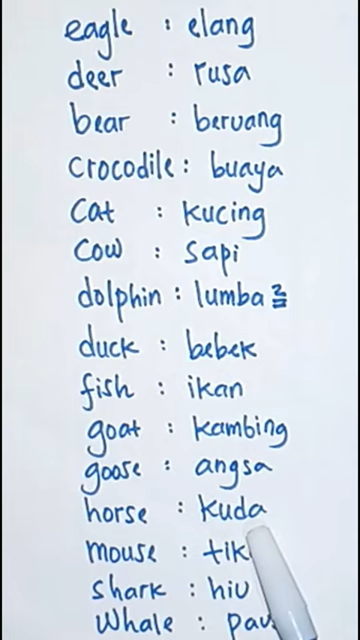 eagle : elang
deer : rusa
bear : beruang
crocodile : buaya
cat : kucing
cow : sapi
dolphin : lumba2
duck : bebek
fish : ikan
goat : kambing
goose : angsa
horse : kuda
mouse :
shark : hiu
whale :